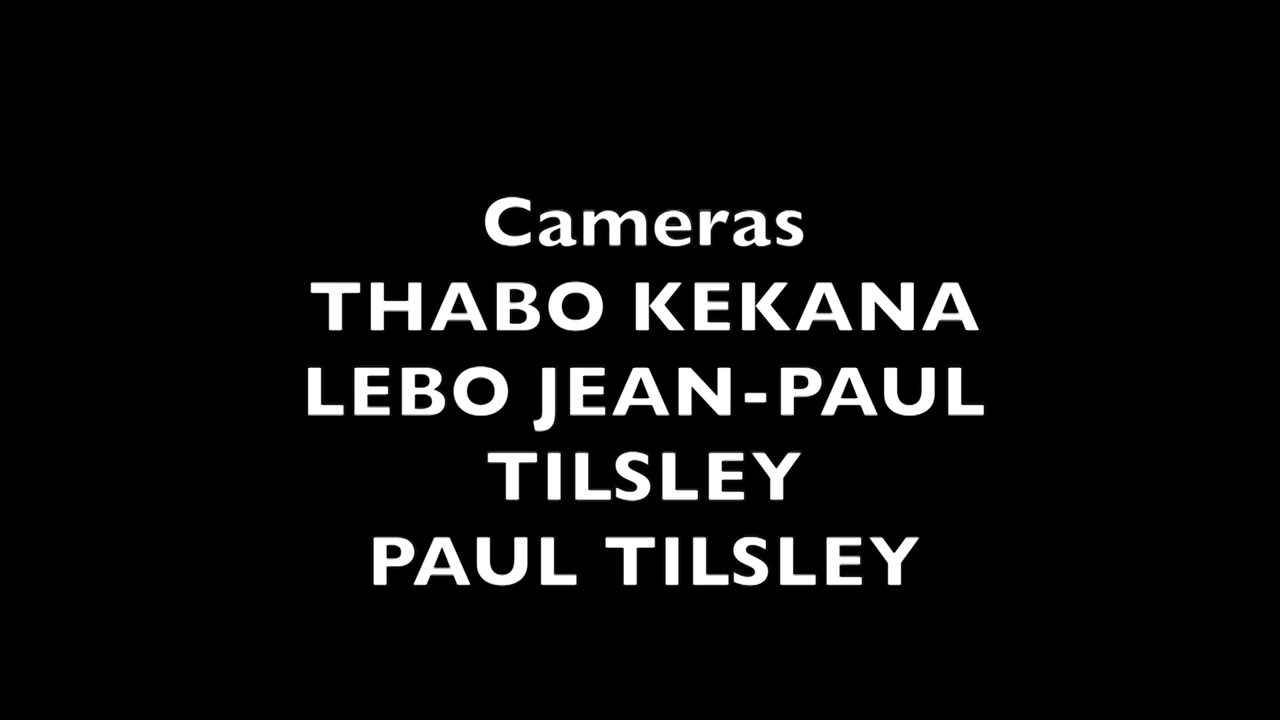 Cameras
THABO KEKANA
LEBO JEAN-PAUL
TILSLEY
PAUL TILSLEY